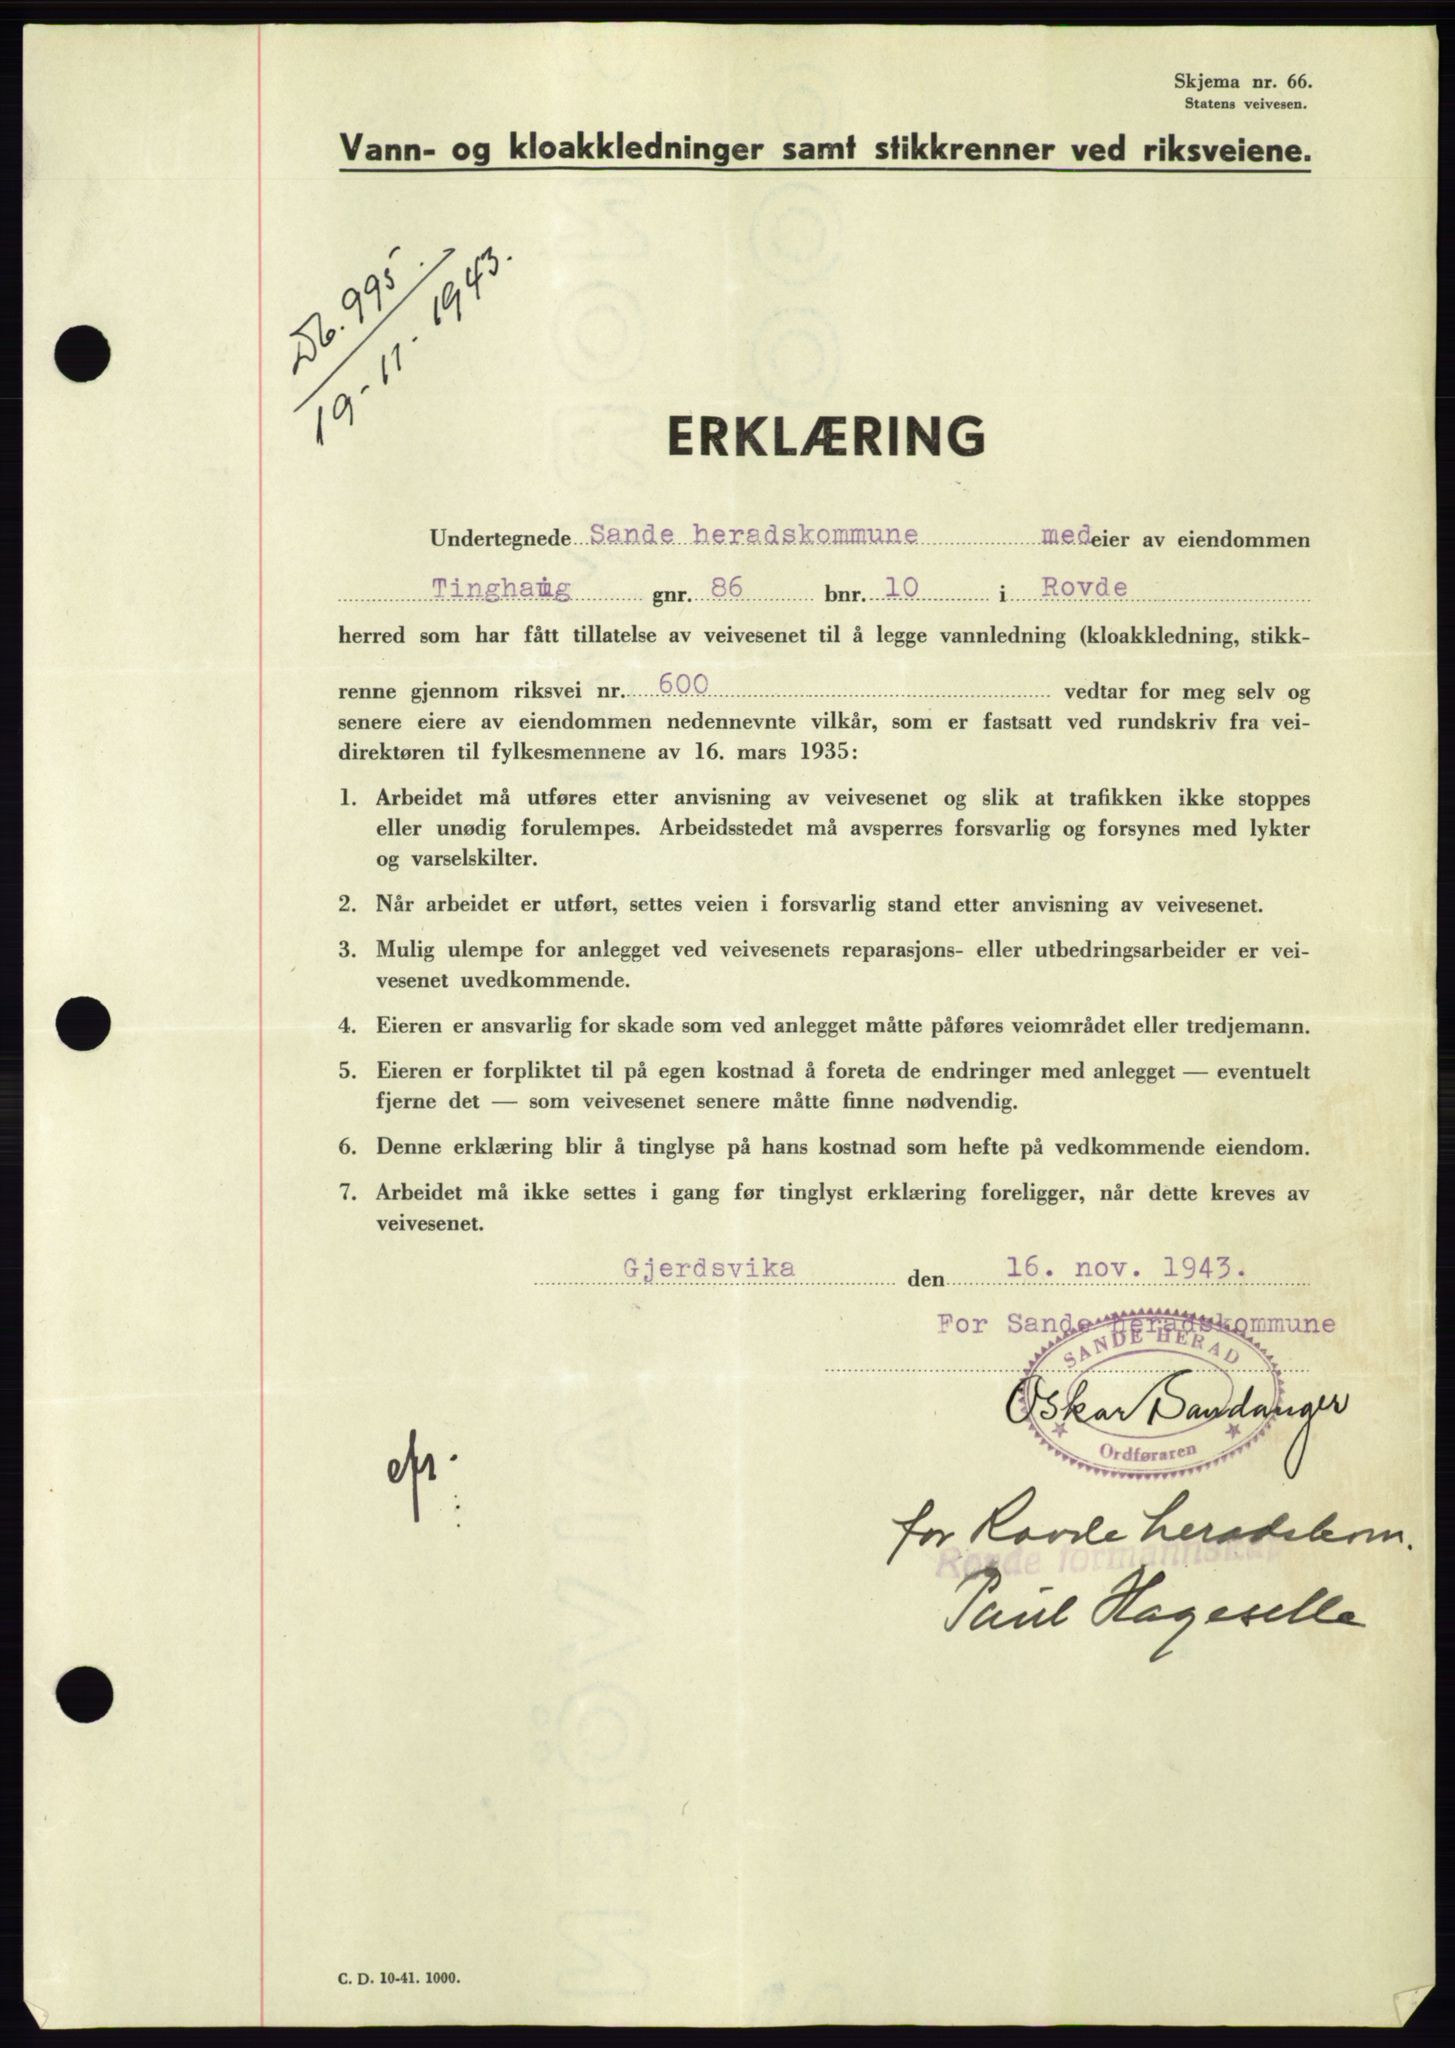 Skjema nr. 66.
Statens veivesen.
Vann- og kloakkledninger samt stikkrenner ved riksveiene.
Db. 995.
19-11-1943.
ERKLÆRING
Undertegnede Sande heradskommune medeier av eiendommen
Tinghaug gnr. 86 bnr. 10 i Rovde
herred som har fått tillatelse av veivesenet til å legge vannledning (kloakkledning, stikk-
renne gjennom riksvei nr. 600 vedtar for meg selv og
senere eiere av eiendommen nedennevnte vilkår, som er fastsatt ved rundskriv fra vei-
direktøren til fylkesmennene av 16. mars 1935:
1. Arbeidet må utføres etter anvisning av veivesenet og slik at trafikken ikke stoppes
eller unødig forulempes. Arbeidsstedet må avsperres forsvarlig og forsynes med lykter
og varselskilter.
2. Når arbeidet er utført, settes veien i forsvarlig stand etter anvisning av veivesenet.
3. Mulig ulempe for anlegget ved veivesenets reparasjons- eller utbedringsarbeider er vei-
vesenet uvedkommende.
4. Eieren er ansvarlig for skade som ved anlegget måtte påføres veiområdet eller tredjemann.
5. Eieren er forpliktet til på egen kostnad å foreta de endringer med anlegget — eventuelt
fjerne det — som veivesenet senere måtte finne nødvendig.
6. Denne erklæring blir å tinglyse på hans kostnad som hefte på vedkommende eiendom.
7. Arbeidet må ikke settes i gang før tinglyst erklæring foreligger, når dette kreves av
veivesenet.
Gjerdsvika den 16. nov. 1943.
For Sande heradskommune
SANDE HERAD
Oskar Sandanger
Ordføraren
for Rovde heradskom.
Rovde formannskap
Paul Hageselle
C. D. 10-41. 1000.